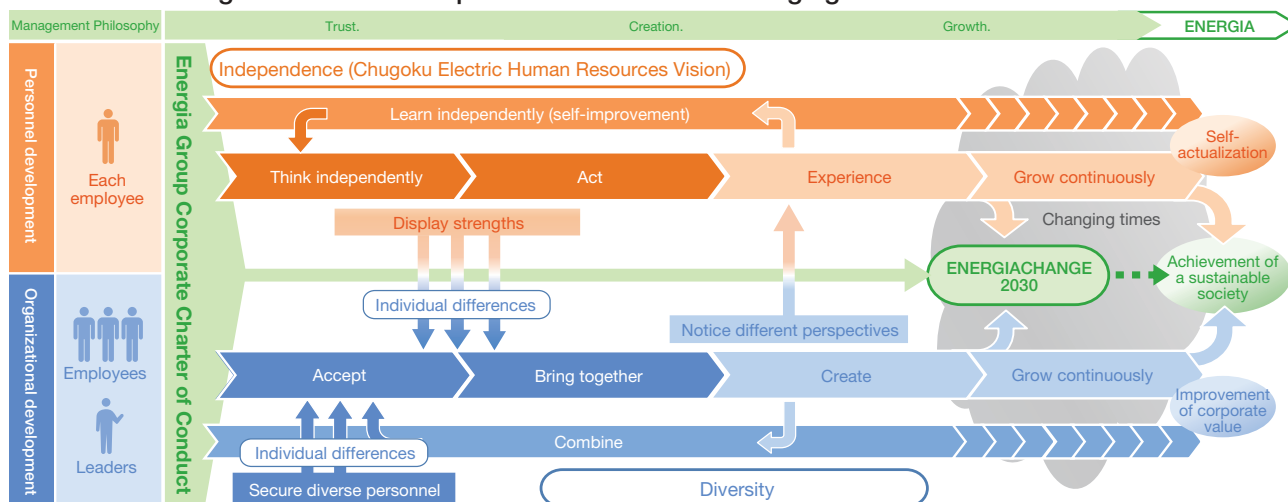 Management Philosophy
Trust.
Creation.
Growth.
ENERGIA
Personnel development
Each
employee
Energia Group Corporate Charter of Conduct
Independence (Chugoku Electric Human Resources Vision)
Learn independently (self-improvement)
Self-
actualization
Think independently
Act
Experience
Grow continuously
Display strengths
Changing times
ENERGIACHANGE
2030
Achievement of
a sustainable
society
Organizational development
Employees
Leaders
Individual differences
Notice different perspectives
Accept
Bring together
Create
Grow continuously
Improvement
of corporate
value
Combine
Individual differences
Secure diverse personnel
Diversity